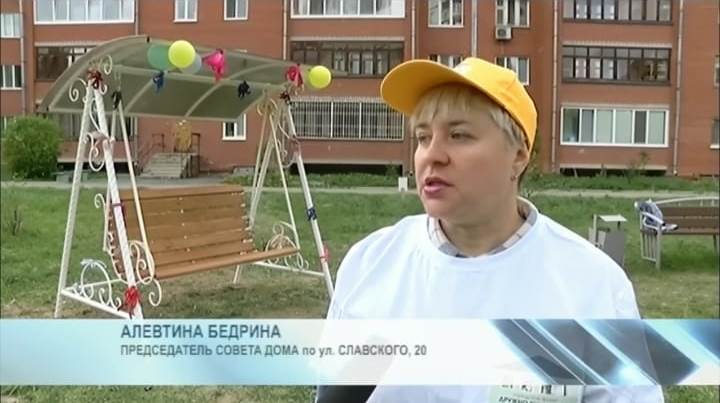 АЛЕВТИНА БЕДРИНА
ПРЕДСЕДАТЕЛЬ СОВЕТА ДОМА по ул. СЛАВСКОГО, 20